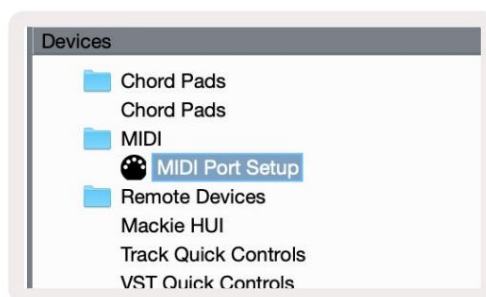 Devices
Chord Pads
Chord Pads
MIDI
MIDI Port Setup
Remote Devices
Mackie HUI
Track Quick Controls
VST Quick Controls